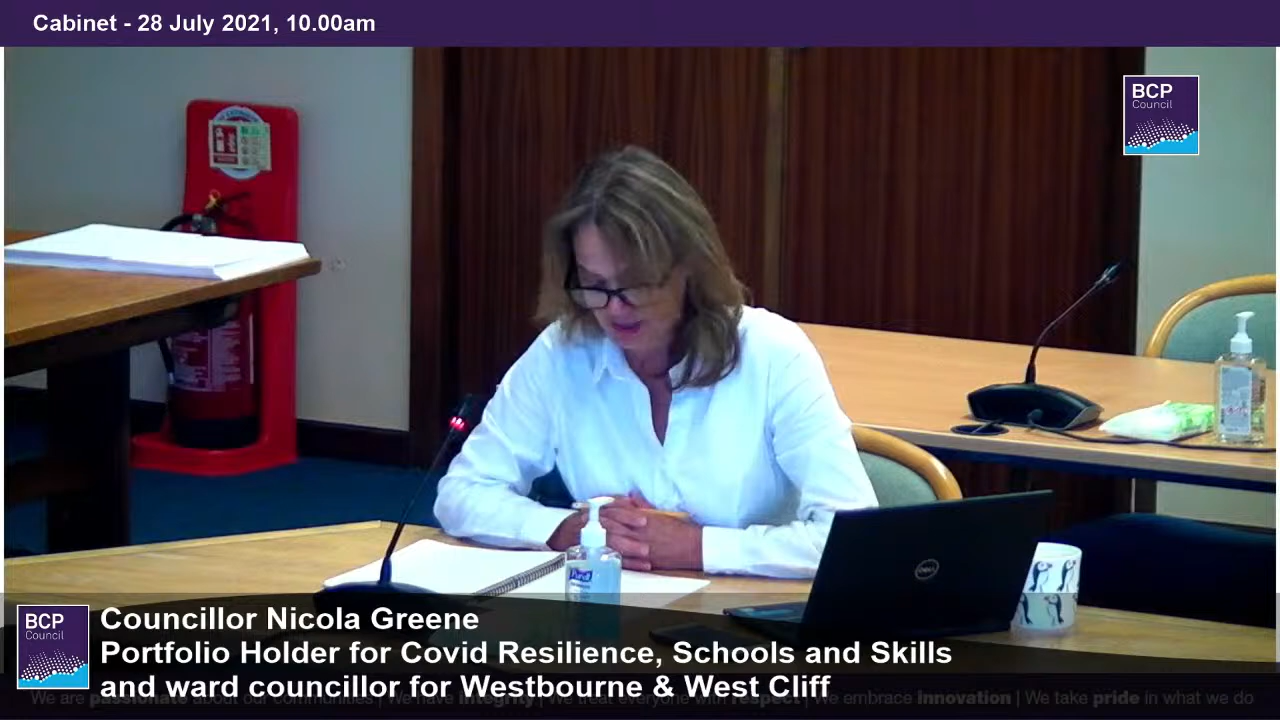 Cabinet - 28 July 2021, 10.00am
BCP
Council
DELL
Purell
BCP
Council
Councillor Nicola Greene
Portfolio Holder for Covid Resilience, Schools and Skills
and ward councillor for Westbourne & West Cliff
We are passionate about our communities | We have integrity | We treat everyone with respect | We embrace innovation | We take pride in what we do